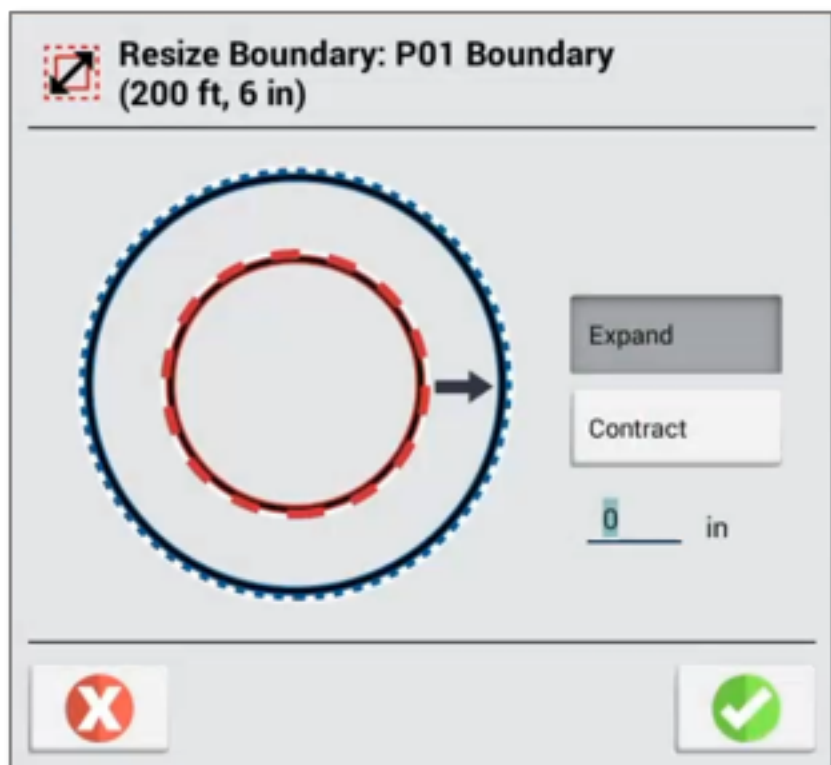 Resize Boundary: P01 Boundary
(200 ft, 6 in)
Expand
Contract
0 in